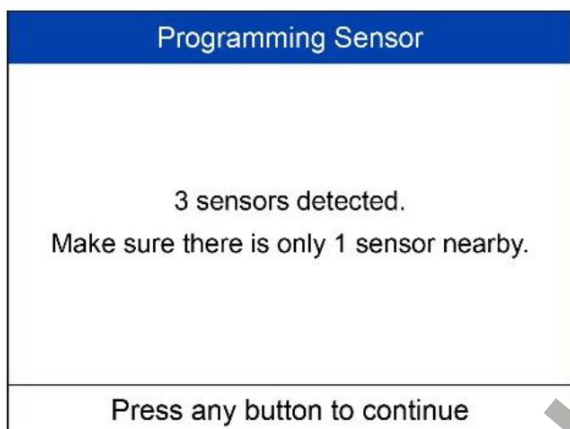 Programming Sensor
3 sensors detected.
Make sure there is only 1 sensor nearby.
Press any button to continue